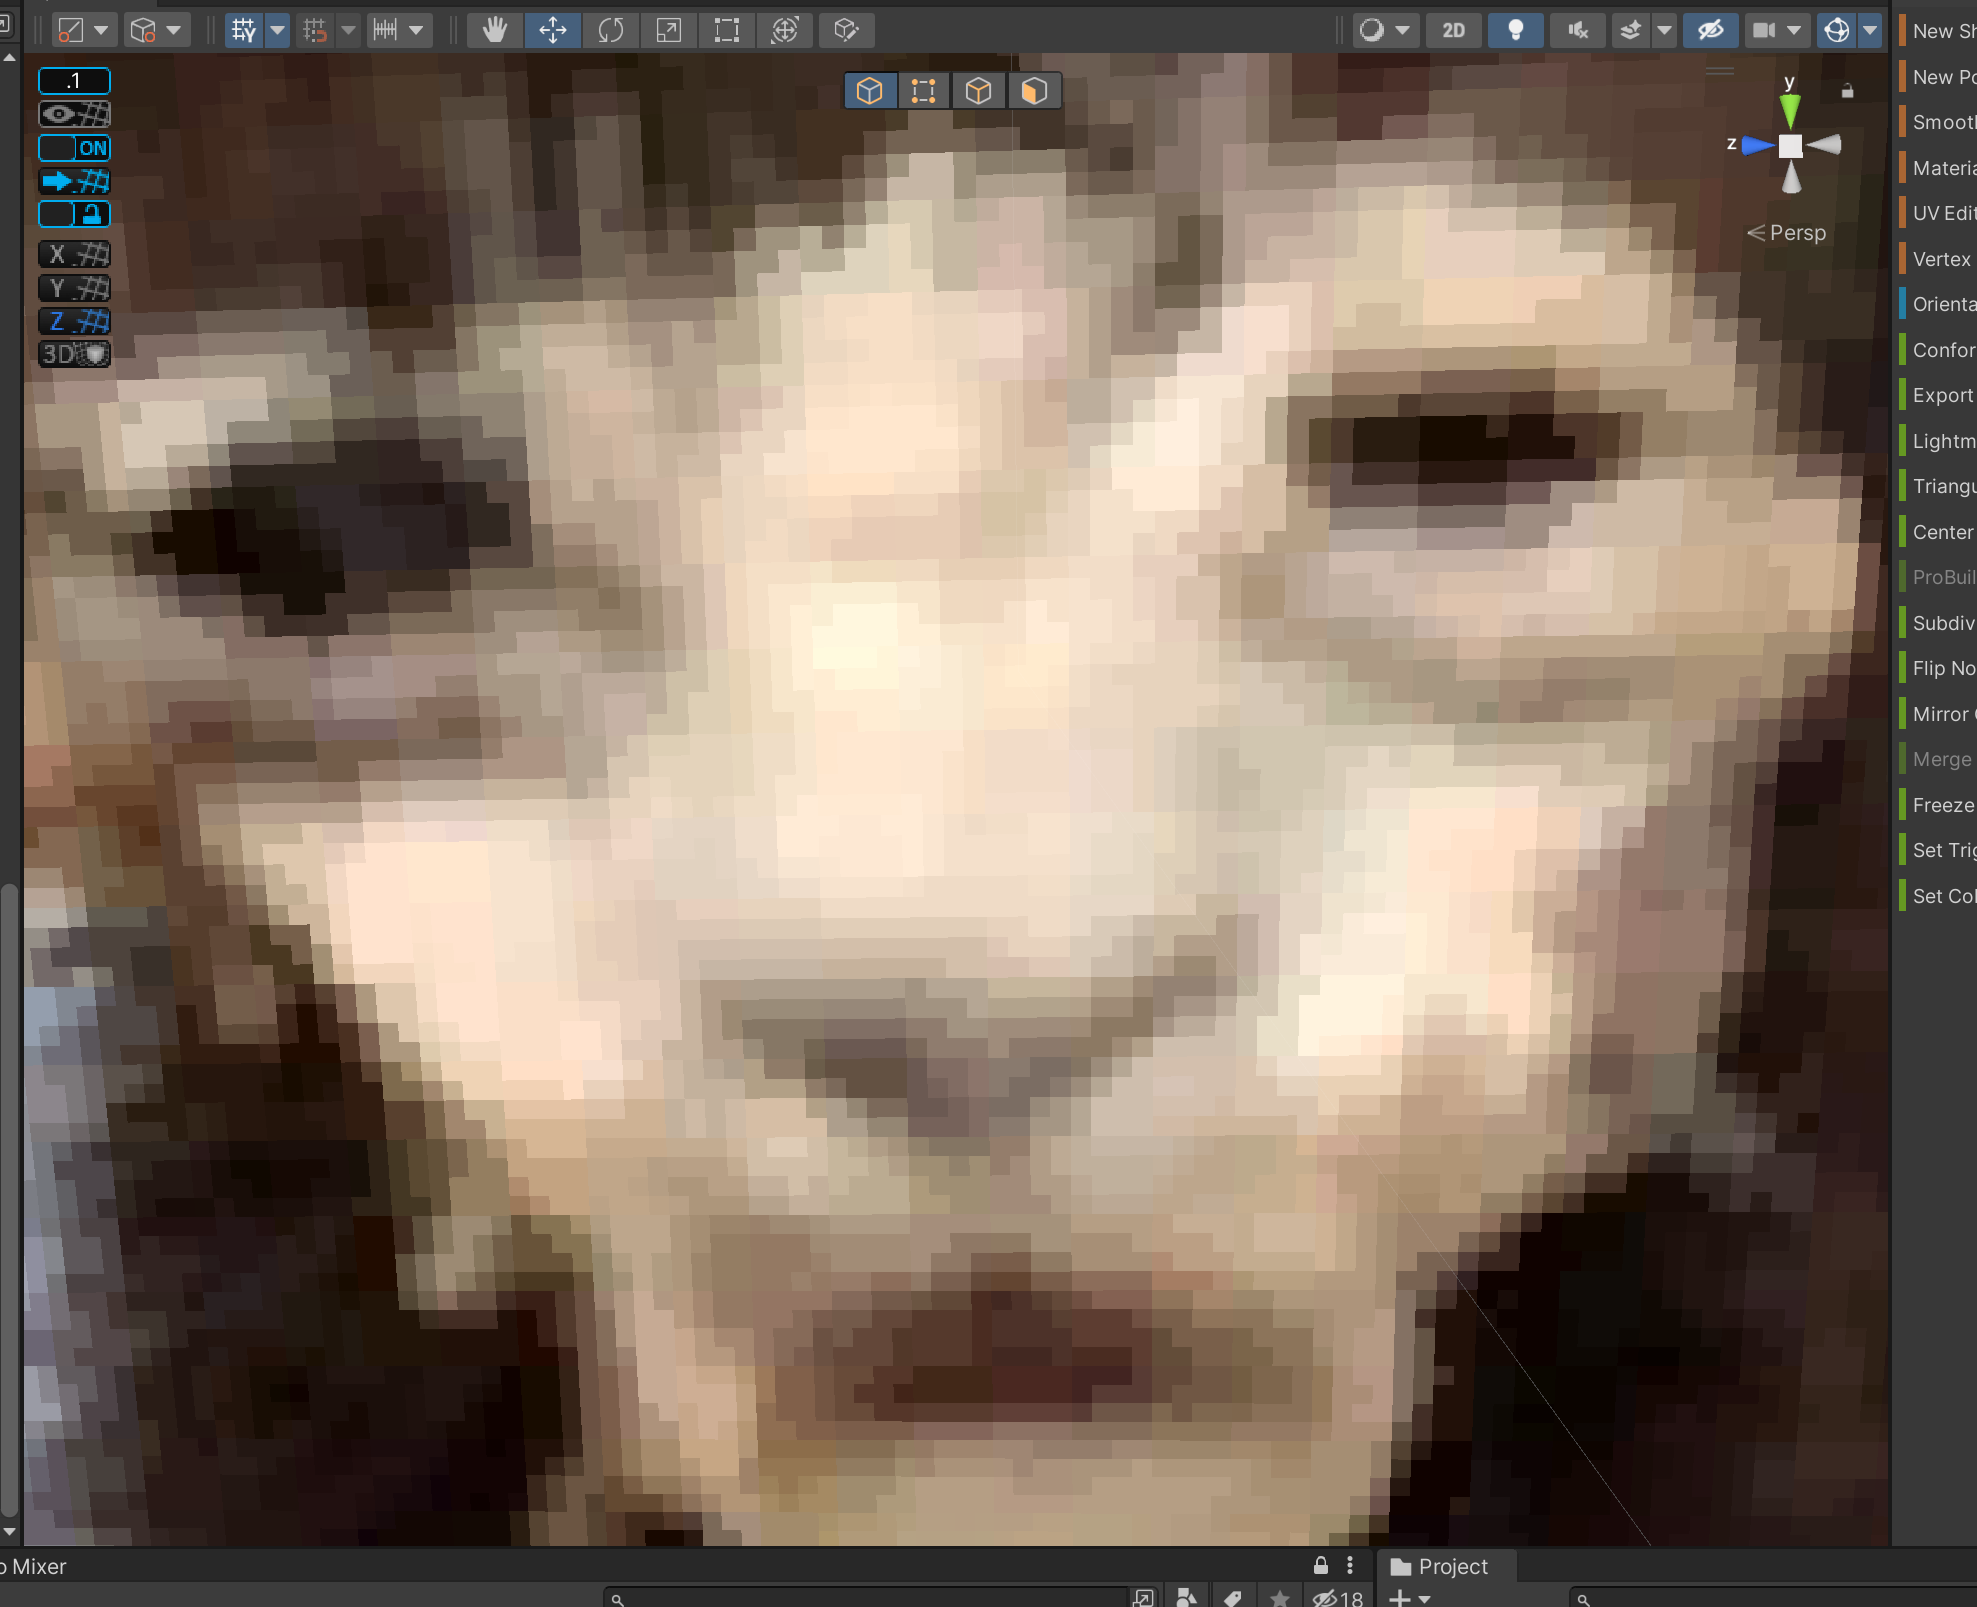 2D
.1
ON
X
Y
Z
3D
y
z
Persp
New Sh
New Po
Smooth
Materia
UV Edit
Vertex
Orienta
Confor
Export
Lightm
Triangu
Center
ProBuil
Subdiv
Flip No
Mirror
Merge
Freeze
Set Trig
Set Col
o Mixer
Project
18